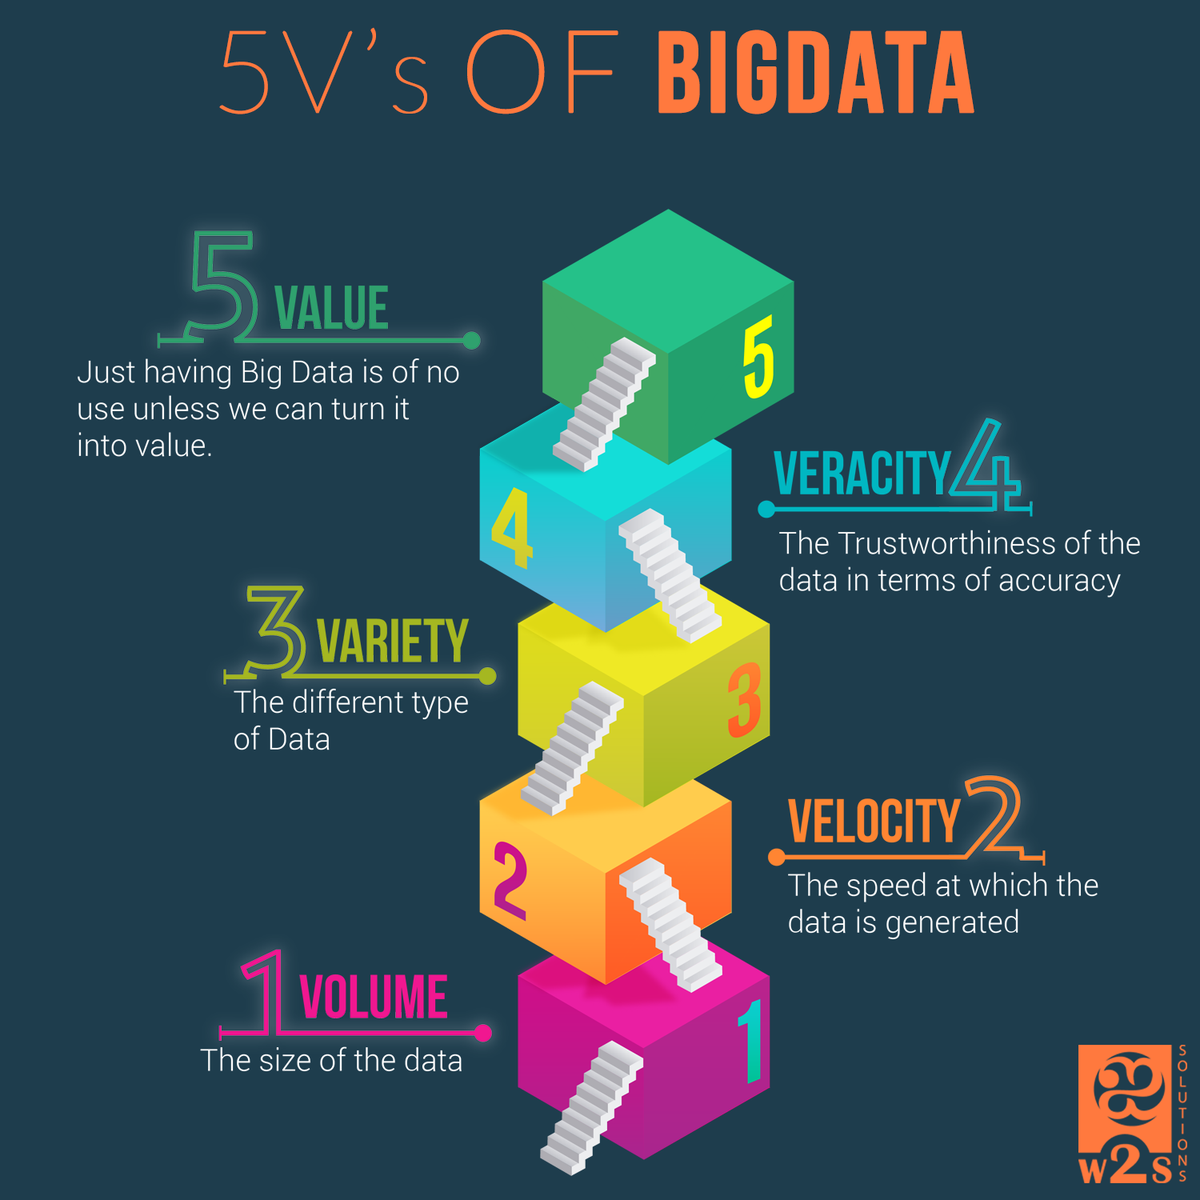 5V's OF BIGDATA
5 VALUE
Just having Big Data is of no
use unless we can turn it
into value.
5
VERACITY 4
The Trustworthiness of the
data in terms of accuracy
4
3 VARIETY
The different type
of Data
3
VELOCITY 2
The speed at which the
data is generated
2
1 VOLUME
The size of the data
1
w2s
SOLUTIONS